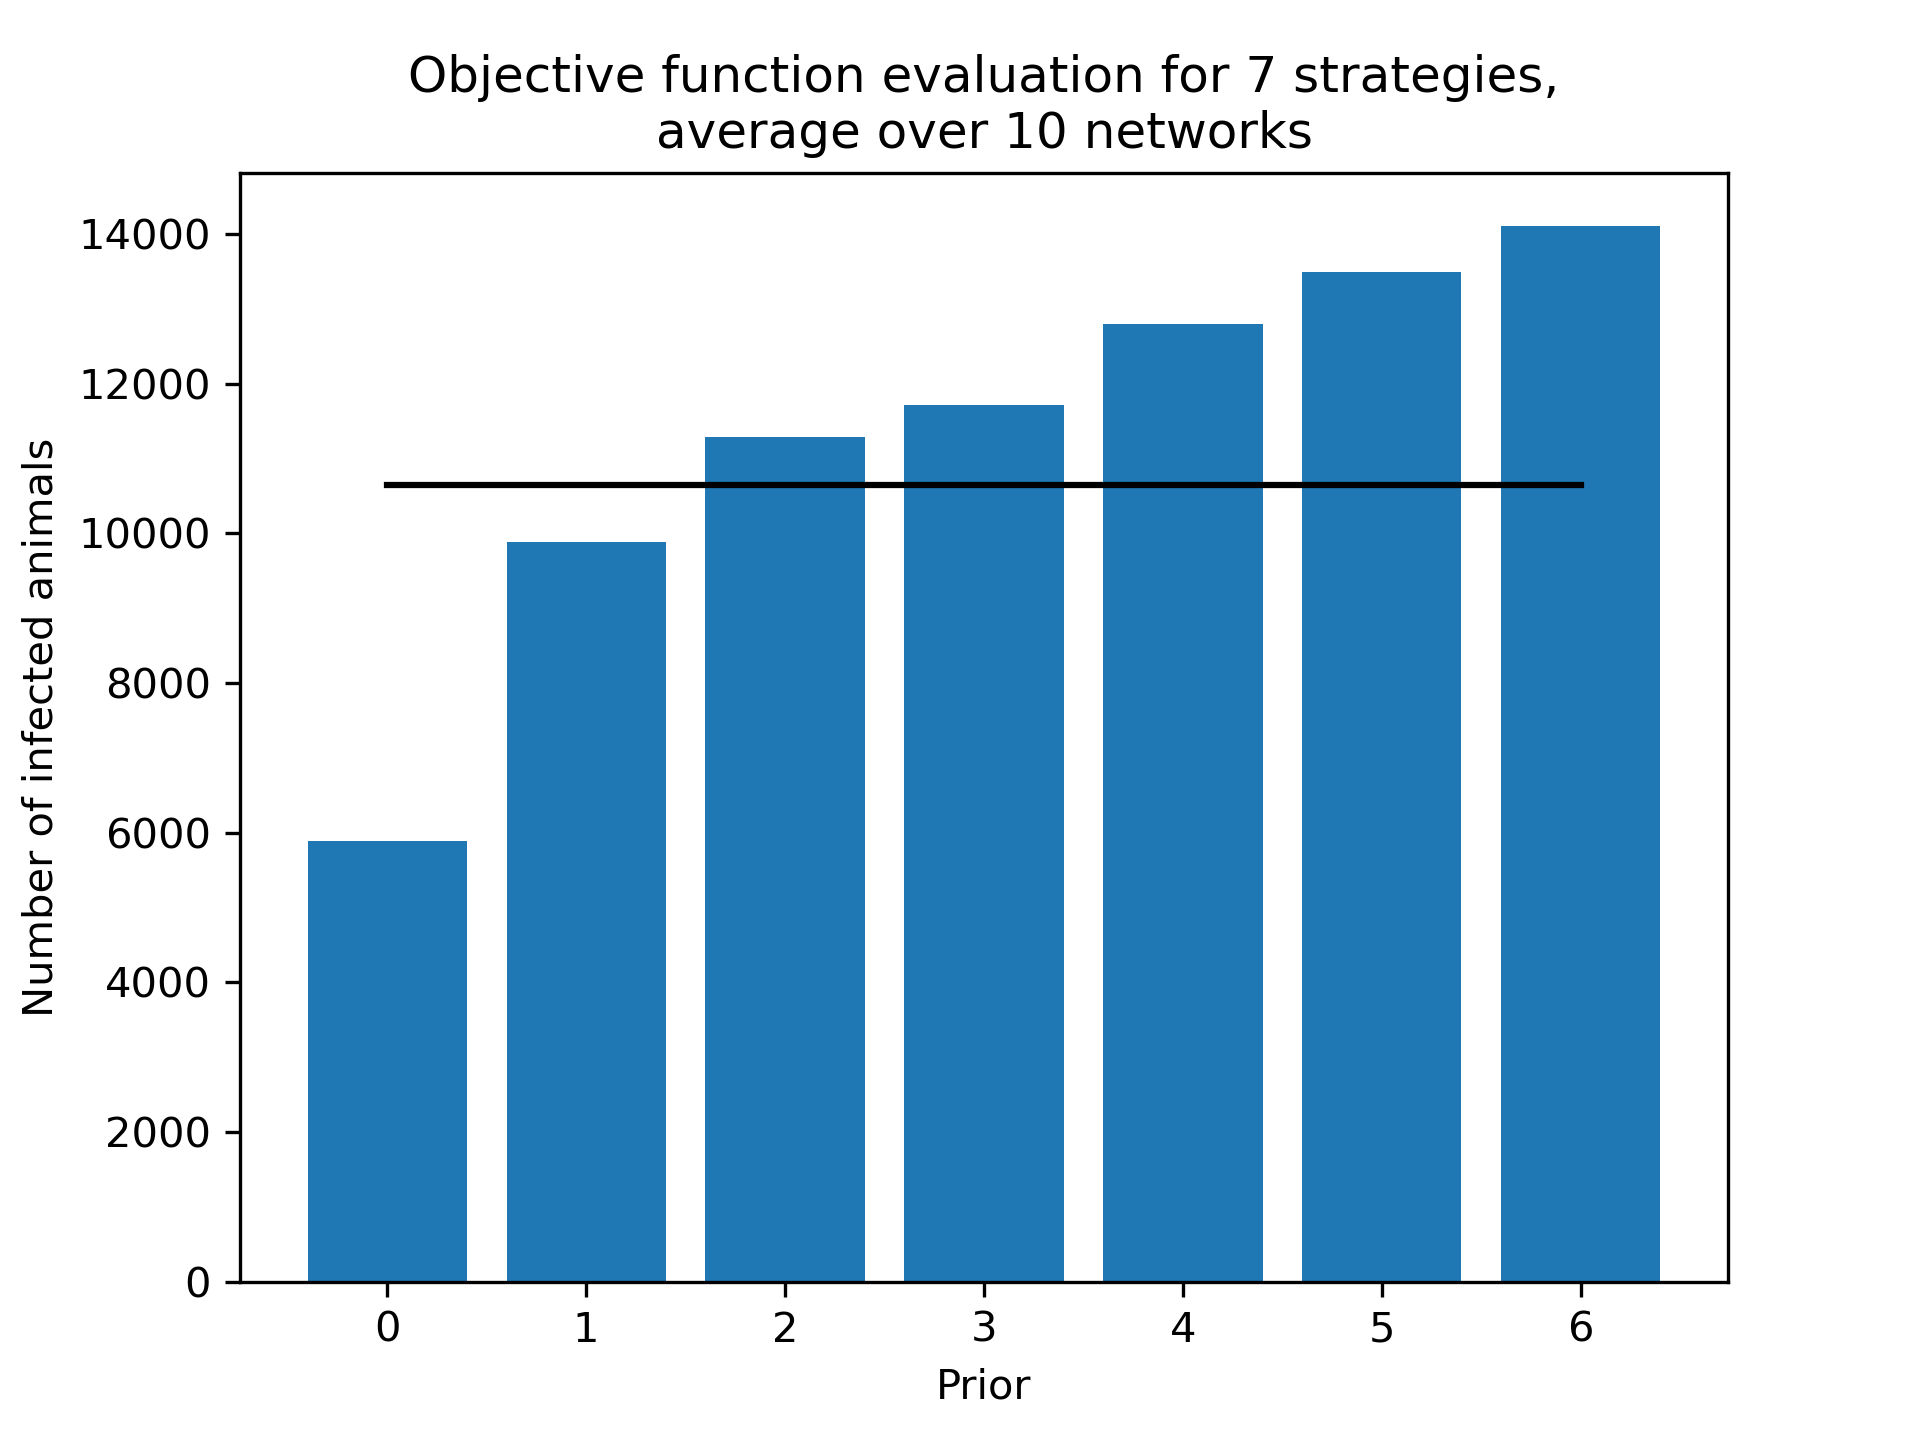 Objective function evaluation for 7 strategies,
average over 10 networks
Number of infected animals
14000
12000
10000
8000
6000
4000
2000
0
0 1 2 3 4 5 6
Prior